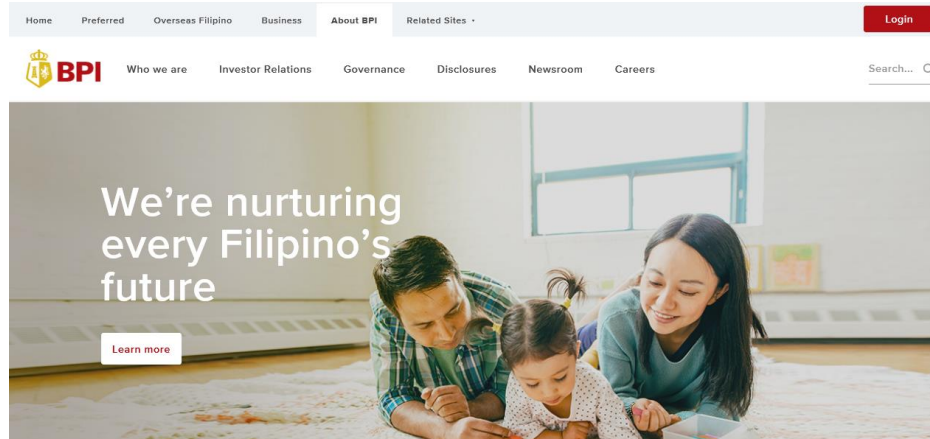 Home Preferred Overseas Filipino Business About BPI Related Sites Login
BPI Who we are Investor Relations Governance Disclosures Newsroom Careers Search...
We're nurturing
every Filipino's
future
Learn more